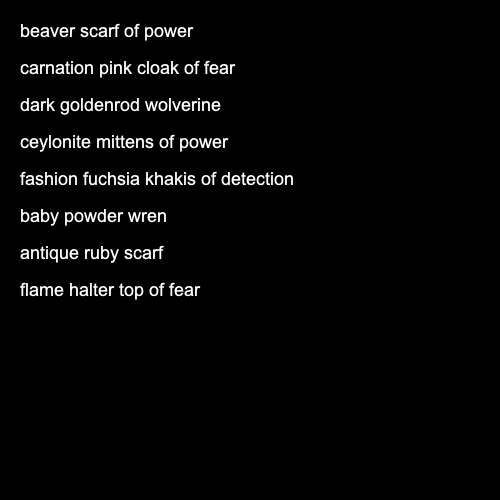 beaver scarf of power
carnation pink cloak of fear
dark goldenrod wolverine
ceylonite mittens of power
fashion fuchsia khakis of detection
baby powder wren
antique ruby scarf
flame halter top of fear